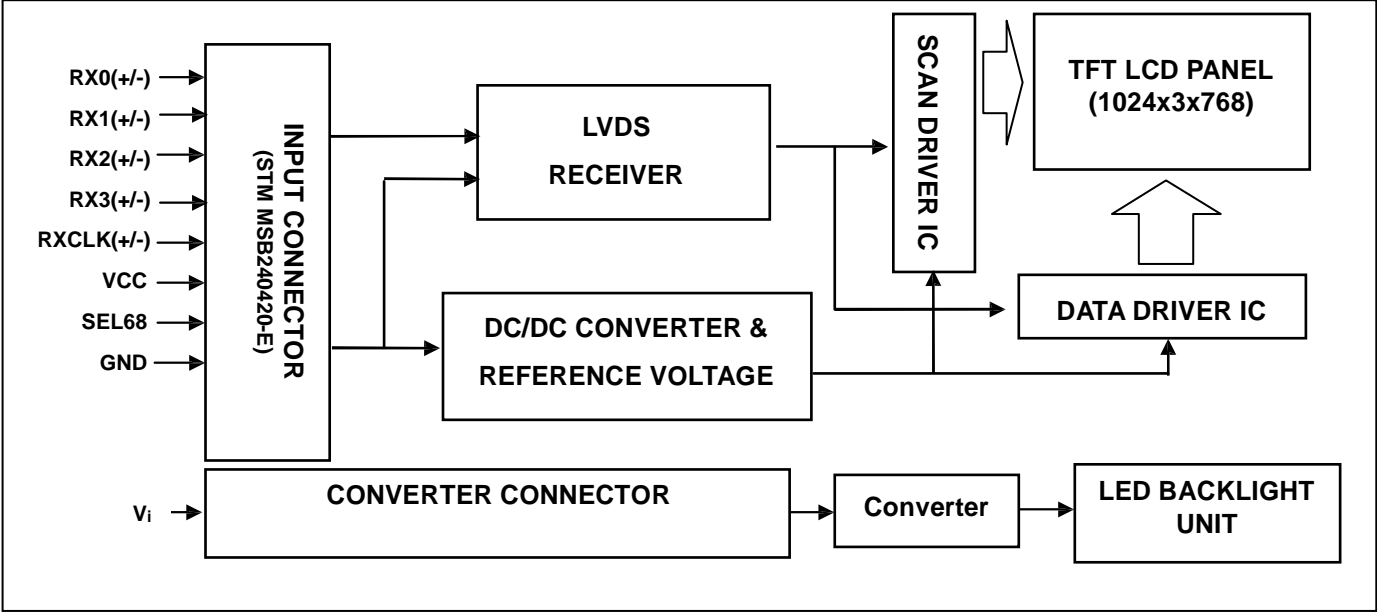 RX0(+/-)
RX1(+/-)
RX2(+/-)
RX3(+/-)
RXCLK(+/-)
VCC
SEL68
GND
INPUT CONNECTOR
(STM MSB240420-E)
LVDS
RECEIVER
DC/DC CONVERTER &
REFERENCE VOLTAGE
SCAN DRIVER IC
TFT LCD PANEL
(1024x3x768)
DATA DRIVER IC
Vi
CONVERTER CONNECTOR
Converter
LED BACKLIGHT
UNIT